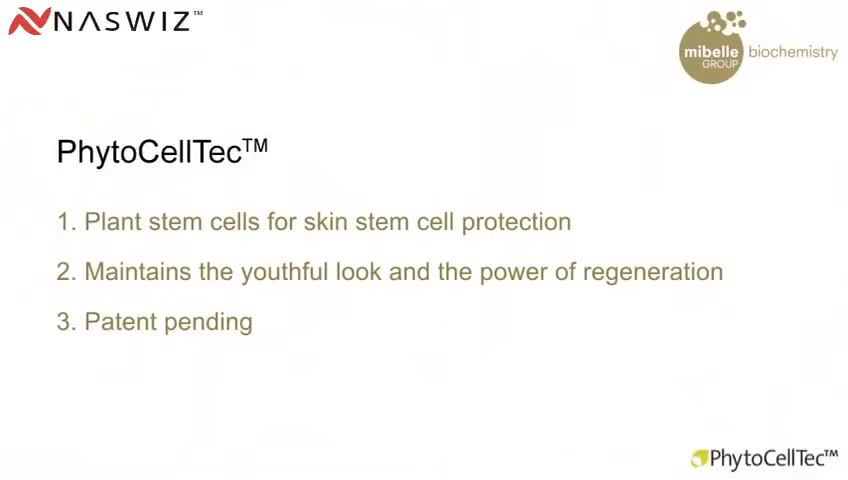 NASWIZ™
mibelle
GROUP
biochemistry
PhytoCellTec™
1. Plant stem cells for skin stem cell protection
2. Maintains the youthful look and the power of regeneration
3. Patent pending
PhytoCellTec™